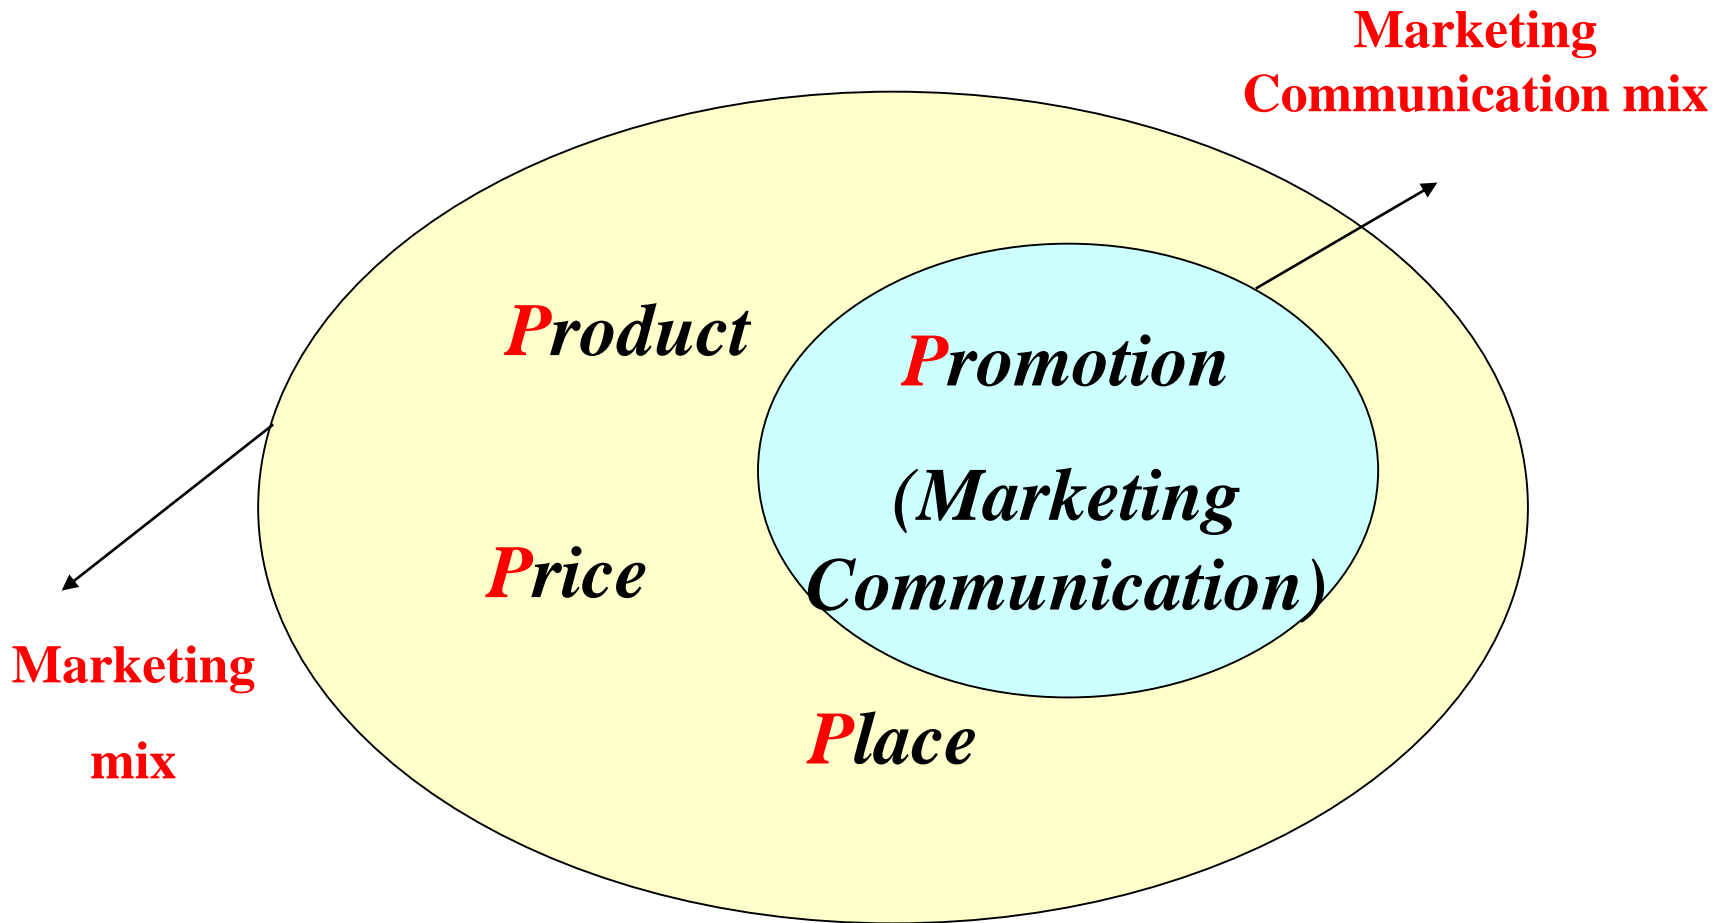 Marketing
Communication mix
Product
Promotion
(Marketing
Communication)
Price
Marketing
mix
Place